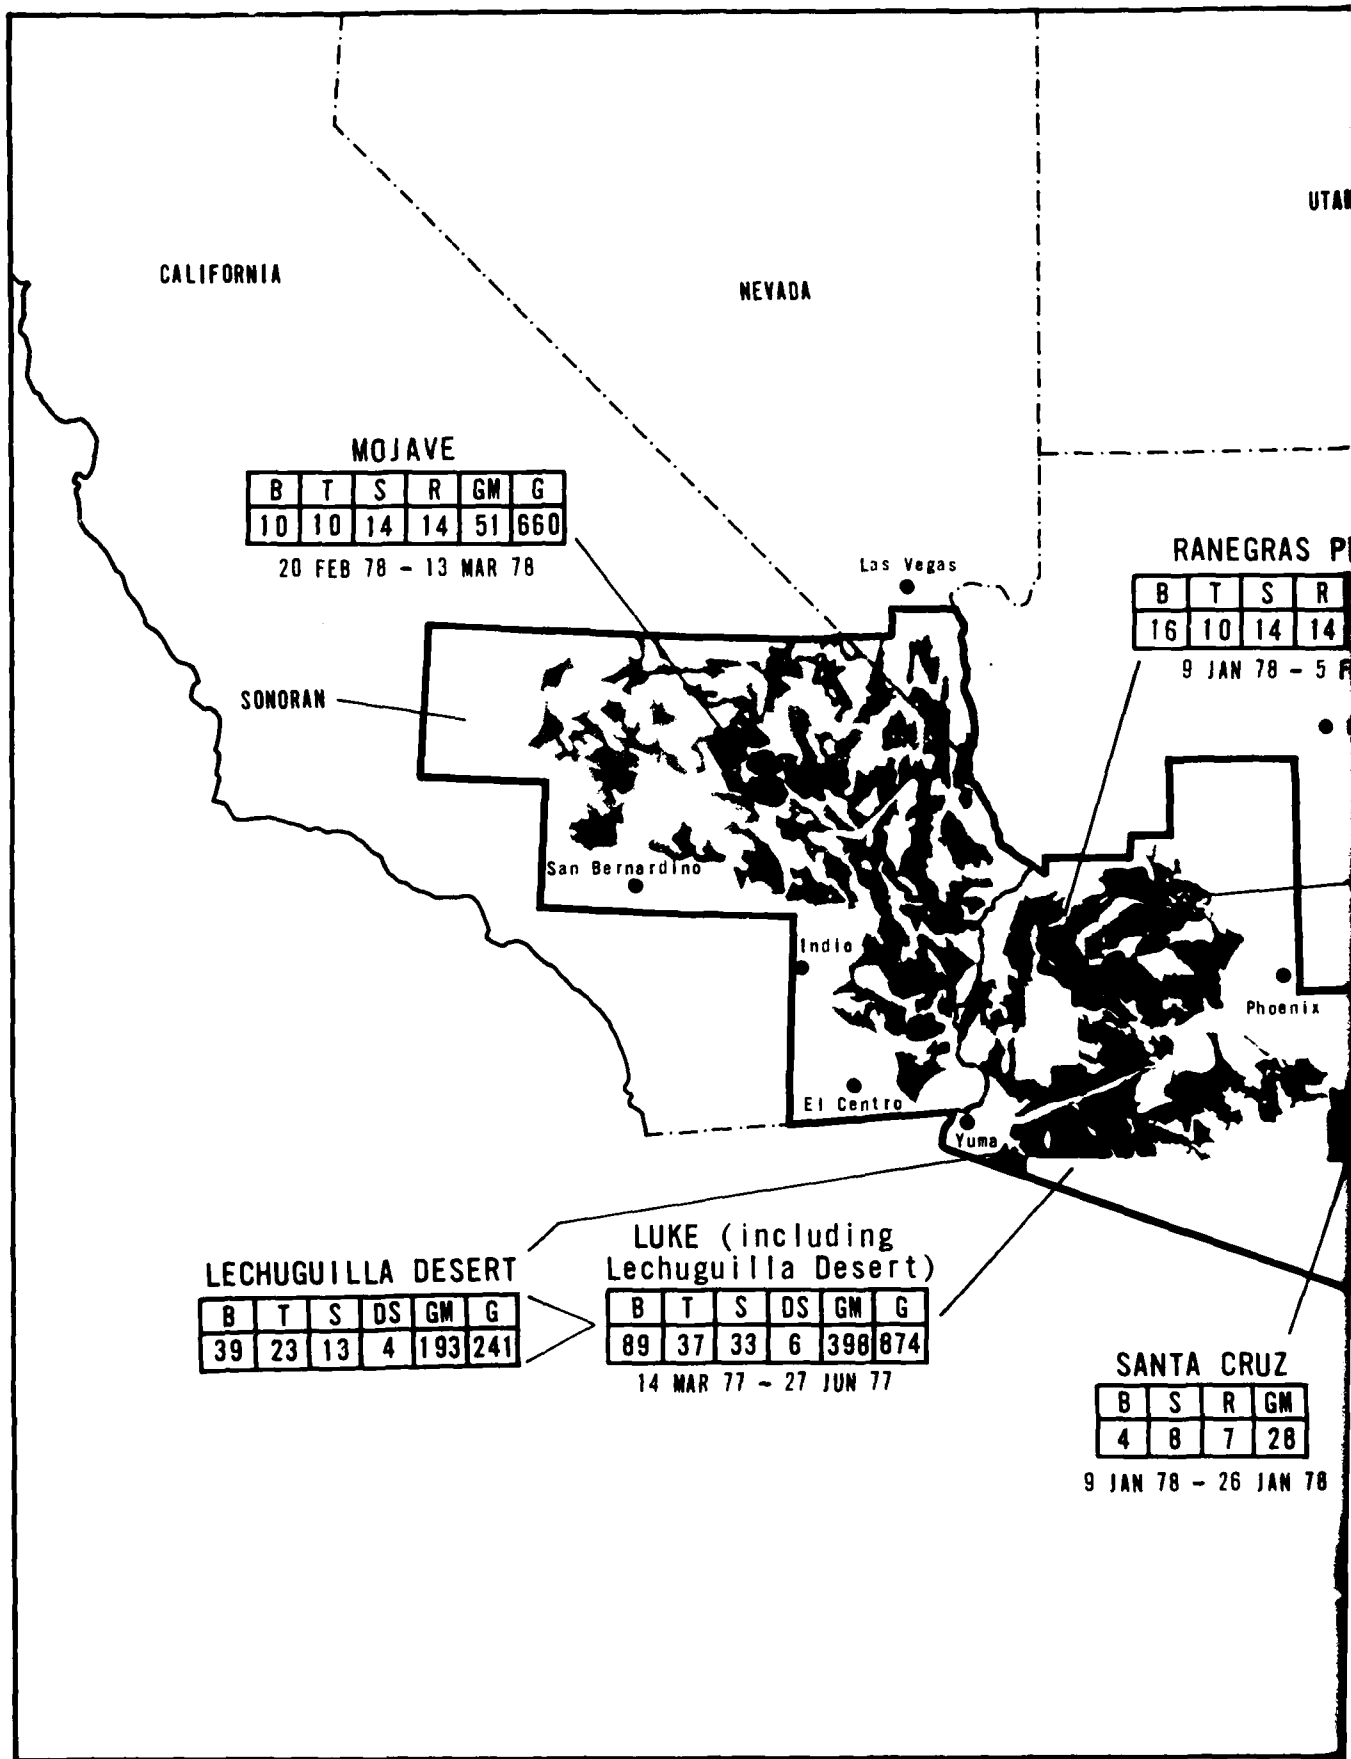 UTAH
CALIFORNIA
NEVADA
MOJAVE
B T S R GM G
10 10 14 14 51 660
20 FEB 78 - 13 MAR 78
Las Vegas
RANEGRAS
B T S R
16 10 14 14
9 JAN 78 - 5
SONORAN
San Bernardino
Indio
Phoenix
El Centro
Yuma
LECHUGUILLA DESERT
B T S DS GM G
39 23 13 4 193 241
LUKE (including
Lechuguilla Desert)
B T S DS GM G
89 37 33 6 398 874
14 MAR 77 - 27 JUN 77
SANTA CRUZ
B S R GM
4 8 7 28
9 JAN 78 - 26 JAN 78